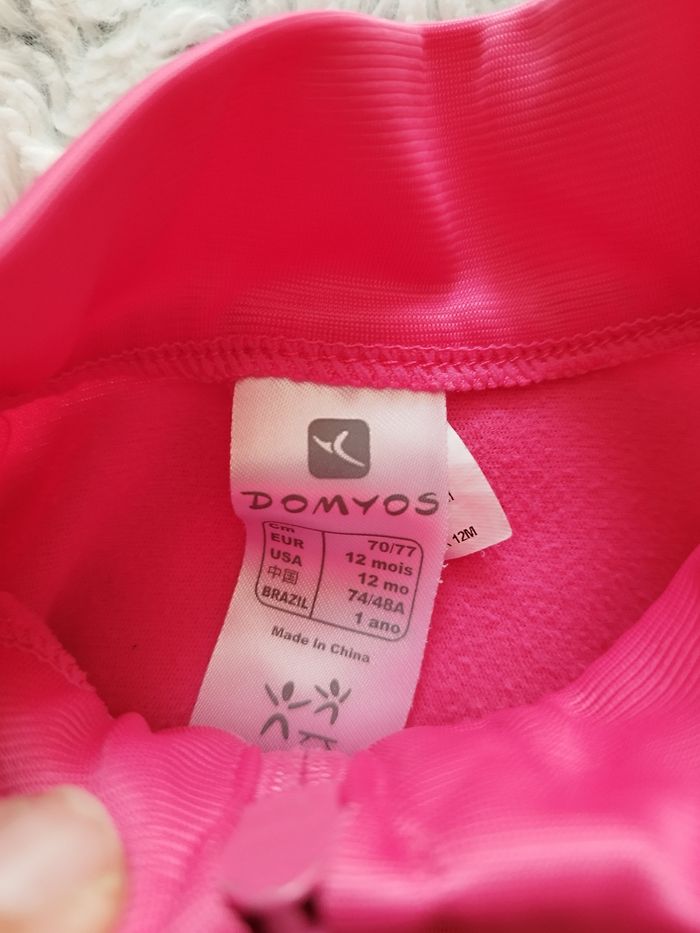 DOMYOS
cm 70/77
EUR 12 mois
USA 12 mo
中国 74/48A
BRAZIL 1 ano
Made in China
12M